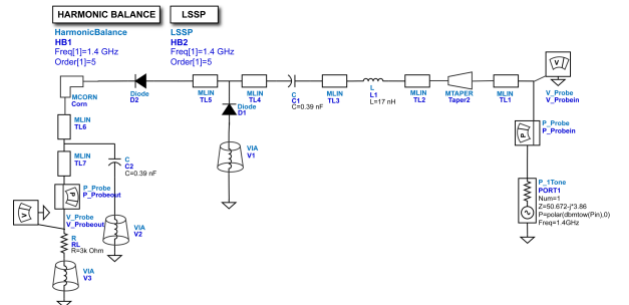 HARMONIC BALANCE
LSSP
HarmonicBalance
HB1
Freq[1]=1.4 GHz
Order[1]=5
LSSP
HB2
Freq[1]=1.4 GHz
Order[1]=5
MCORN
Corn
Diode
D2
MLIN
TL5
MLIN
TL4
C
C1
C=0.39 nF
MLIN
TL3
L
L1
L=17 nH
MLIN
TL2
MTAPER
Taper2
MLIN
TL1
V
V_Probe
V_Probein
Diode
D1
MLIN
TL6
P_Probe
P_Probein
P
MLIN
TL7
C
C2
C=0.39 nF
VIA
V1
P_Probe
P_Probeout
P
P_1Tone
PORT1
Num=1
Z=50.672-j*3.86
P=polar(dbmtow(Pin),0)
Freq=1.4GHz
V
V_Probe
V_Probeout
R
RL
R=3k Ohm
VIA
V2
VIA
V3